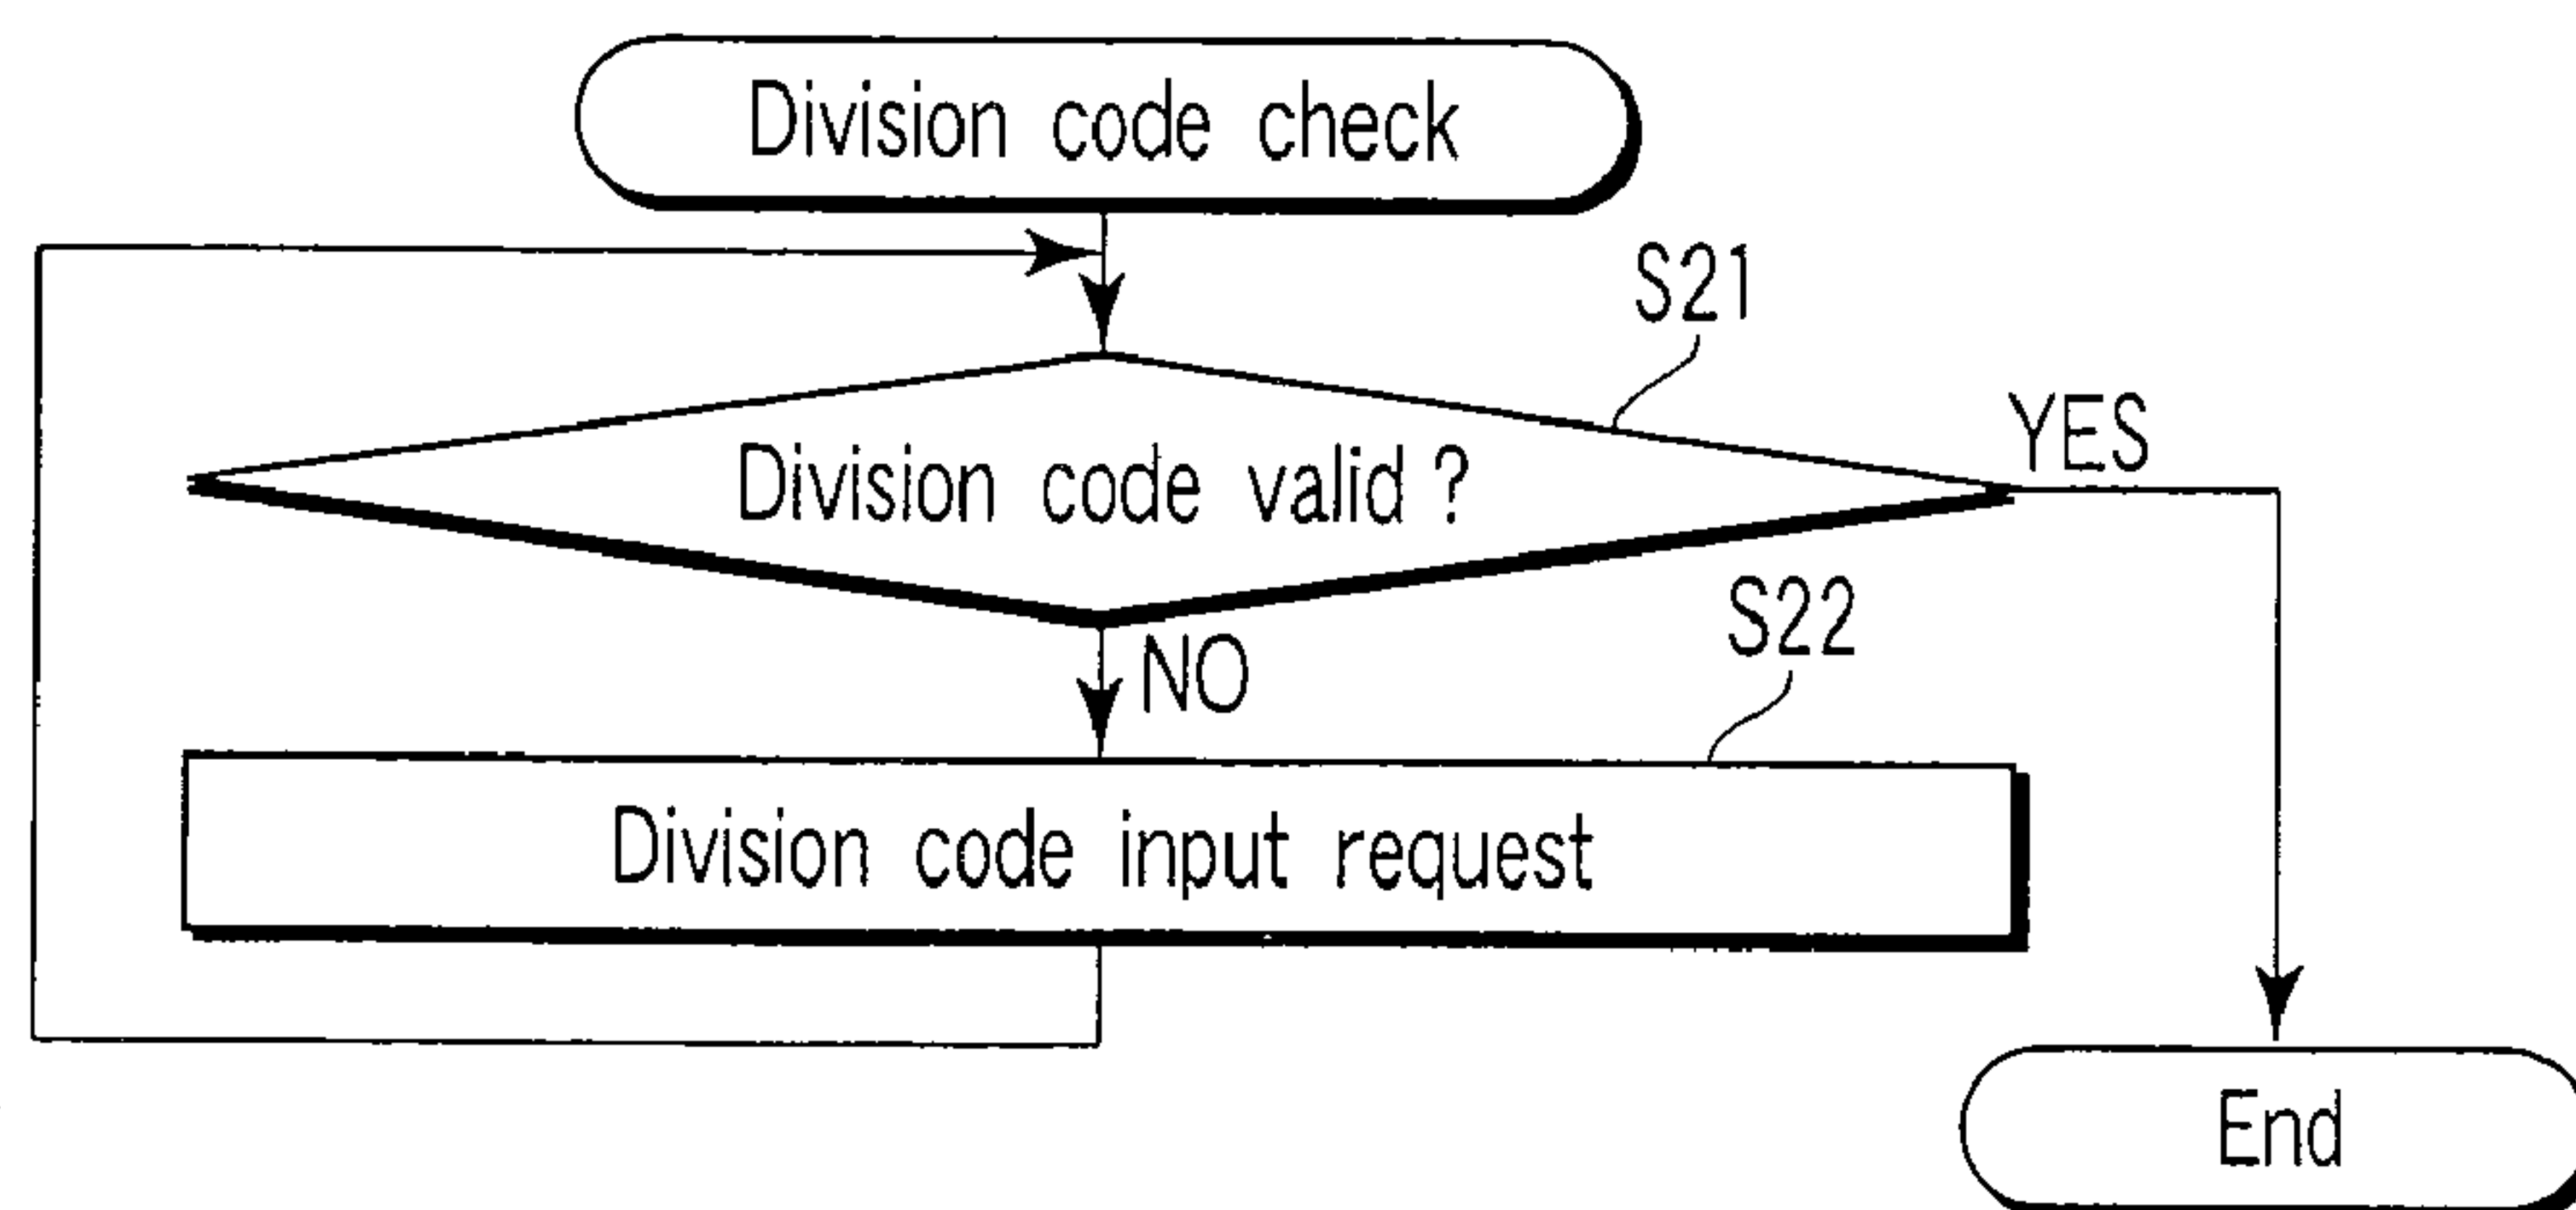 Division code check
S21
Division code valid ?
YES
NO
S22
Division code input request
End